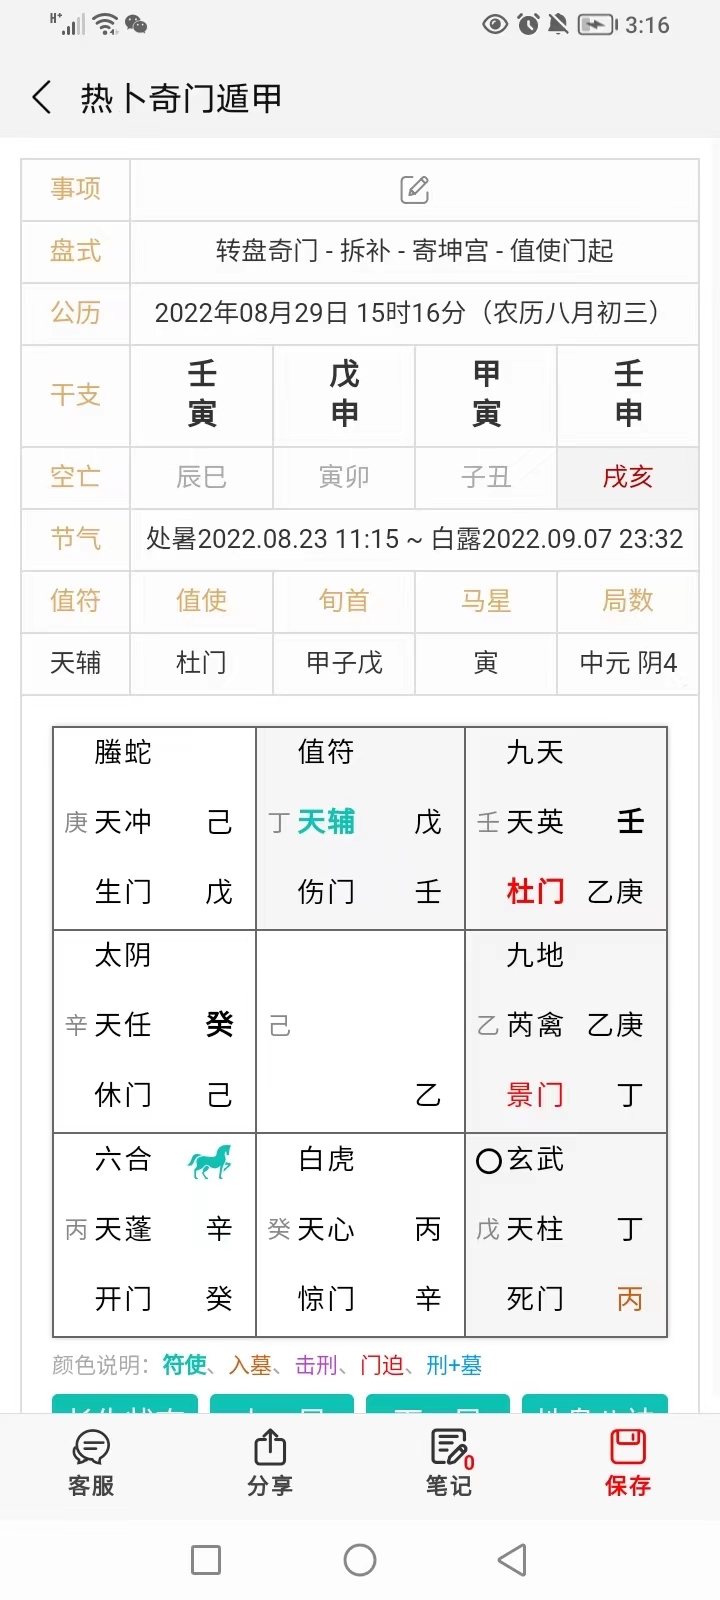 H+ 3:16
热卜奇门遁甲
事项
盘式 转盘奇门 - 拆补 - 寄坤宫 - 值使门起
公历 2022年08月29日 15时16分（农历八月初三）
干支 壬寅 戊申 甲寅 壬申
空亡 辰巳 寅卯 子丑 戌亥
节气 处暑2022.08.23 11:15 ~ 白露2022.09.07 23:32
值符 值使 旬首 马星 局数
天辅 杜门 甲子戊 寅 中元 阴4
螣蛇 值符 九天
庚 天冲 己 丁 天辅 戊 壬 天英 壬
生门 戊 伤门 壬 杜门 乙庚
太阴 九地
辛 天任 癸 己 乙 芮禽 乙庚
休门 己 乙 景门 丁
六合 白虎 玄武
丙 天蓬 辛 癸 天心 丙 戊 天柱 丁
开门 癸 惊门 辛 死门 丙
颜色说明：符使、入墓、击刑、门迫、刑+墓
客服 分享 笔记 0 保存